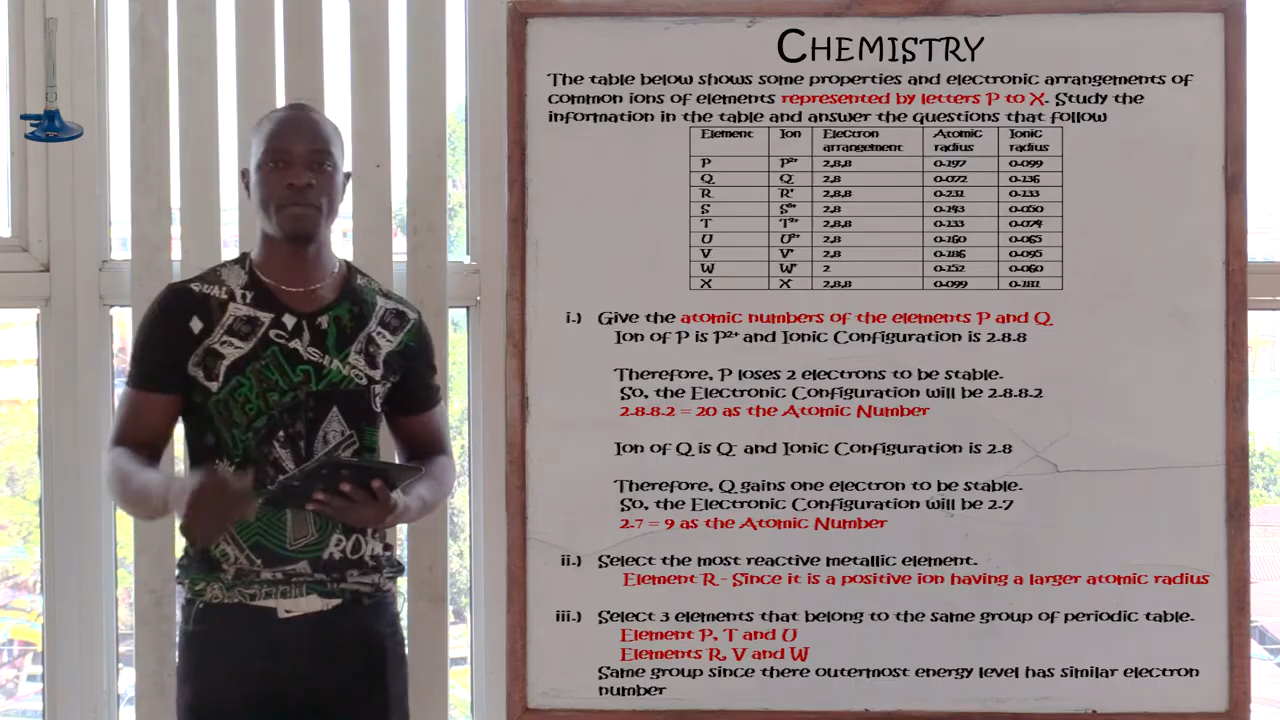 CHEMISTRY
The table below shows some properties and electronic arrangements of
common ions of elements represented by letters P to X. Study the
information in the table and answer the questions that follow
Element Ion Electron arrangement Atomic radius Ionic radius
P P²⁺ 2,8,8 0.197 0.099
Q Q⁻ 2,8 0.072 0.136
R R⁺ 2,8,8 0.231 0.133
S S³⁺ 2,8 0.143 0.050
T T²⁺ 2,8,8 0.133 0.074
U U²⁺ 2,8 0.160 0.065
V V⁺ 2,8 0.186 0.095
W W⁺ 2 0.152 0.060
X X⁻ 2,8,8 0.099 0.181
i.) Give the atomic numbers of the elements P and Q
Ion of P is P²⁺ and Ionic Configuration is 2.8.8
Therefore, P loses 2 electrons to be stable.
So, the Electronic Configuration will be 2.8.8.2
2.8.8.2 = 20 as the Atomic Number
Ion of Q is Q⁻ and Ionic Configuration is 2.8
Therefore, Q gains one electron to be stable.
So, the Electronic Configuration will be 2.7
2.7 = 9 as the Atomic Number
ii.) Select the most reactive metallic element.
Element R - Since it is a positive ion having a larger atomic radius
iii.) Select 3 elements that belong to the same group of periodic table.
Element P, T and U
Elements R, V and W
Same group since there outermost energy level has similar electron
number
QUALITY
CASINO
ROM